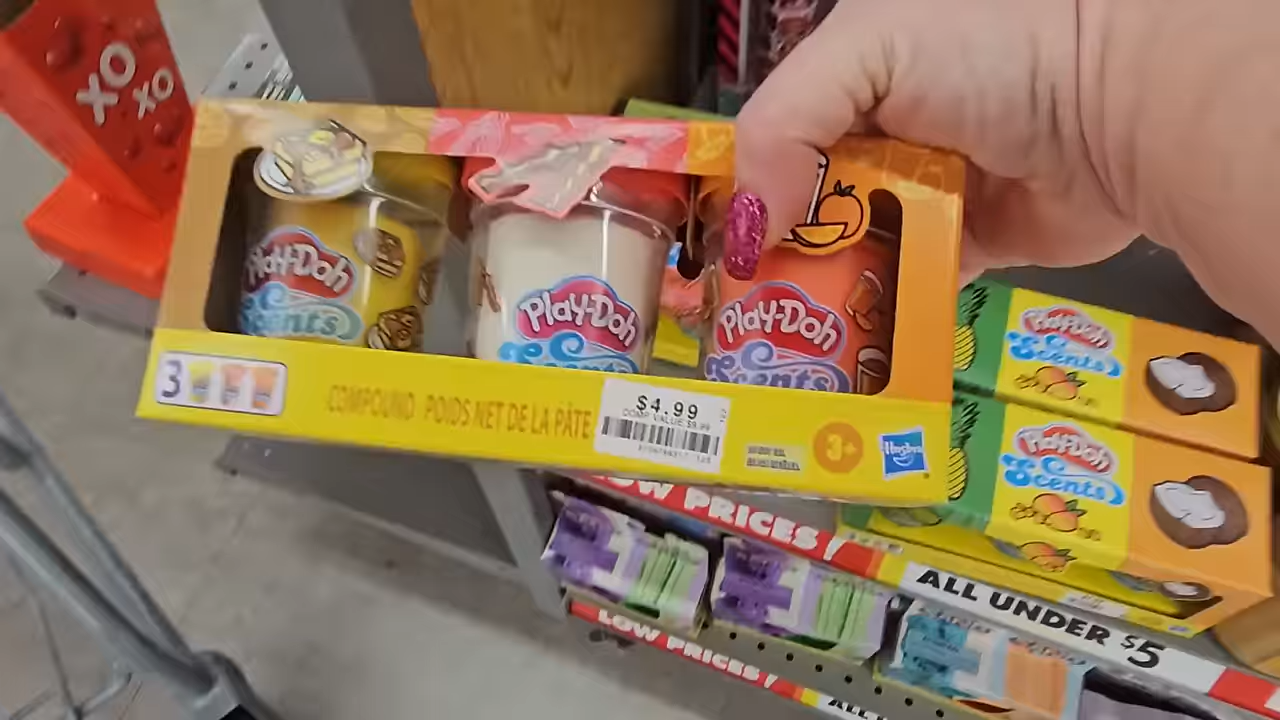 XO
XO
PLAY-DOH
Scents
PLAY-DOH
Sc
PLAY-DOH
Scents
3
COMPOUND POIDS NET DE LA PÂTE
$4.99
COMP. VALUE $9.99
3+
Hasbro
PLAY-DOH
Scents
PLAY-DOH
Scents
LOW PRICES!
ALL UNDER $5
LOW PRICES!
ALL